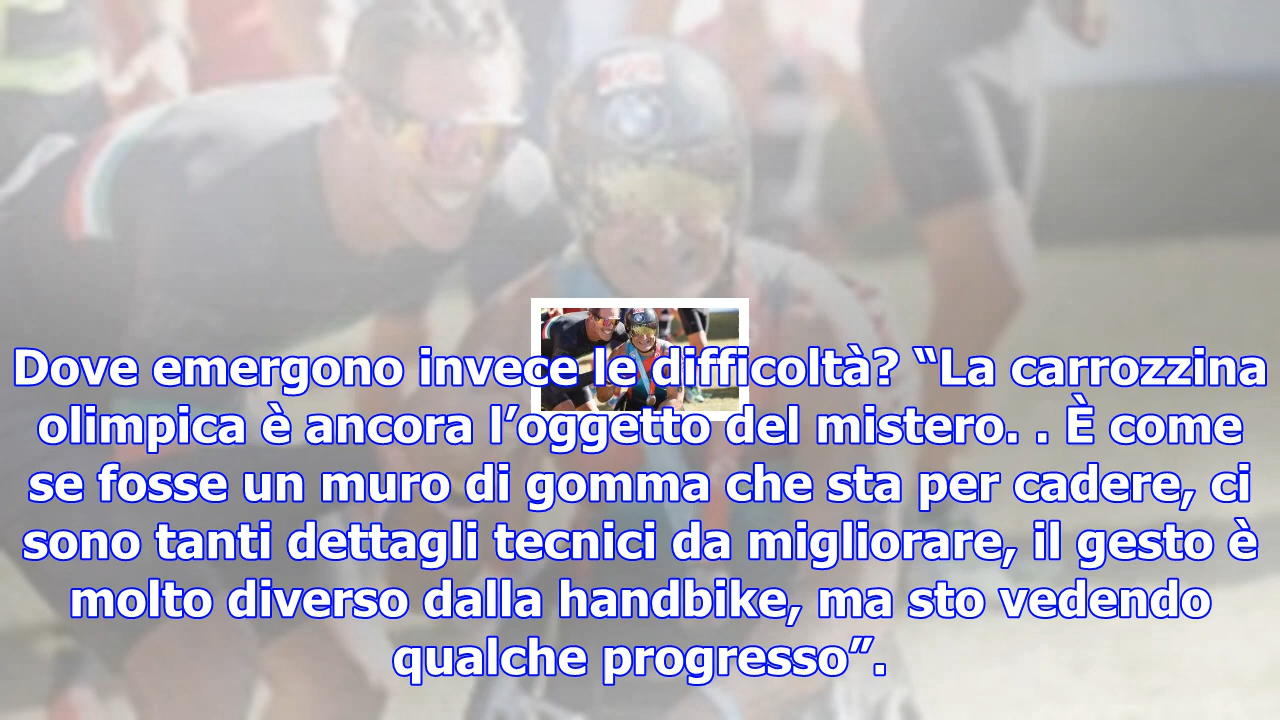 Dove emergono invece le difficoltà? “La carrozzina
olimpica è ancora l’oggetto del mistero. . È come
se fosse un muro di gomma che sta per cadere, ci
sono tanti dettagli tecnici da migliorare, il gesto è
molto diverso dalla handbike, ma sto vedendo
qualche progresso”.